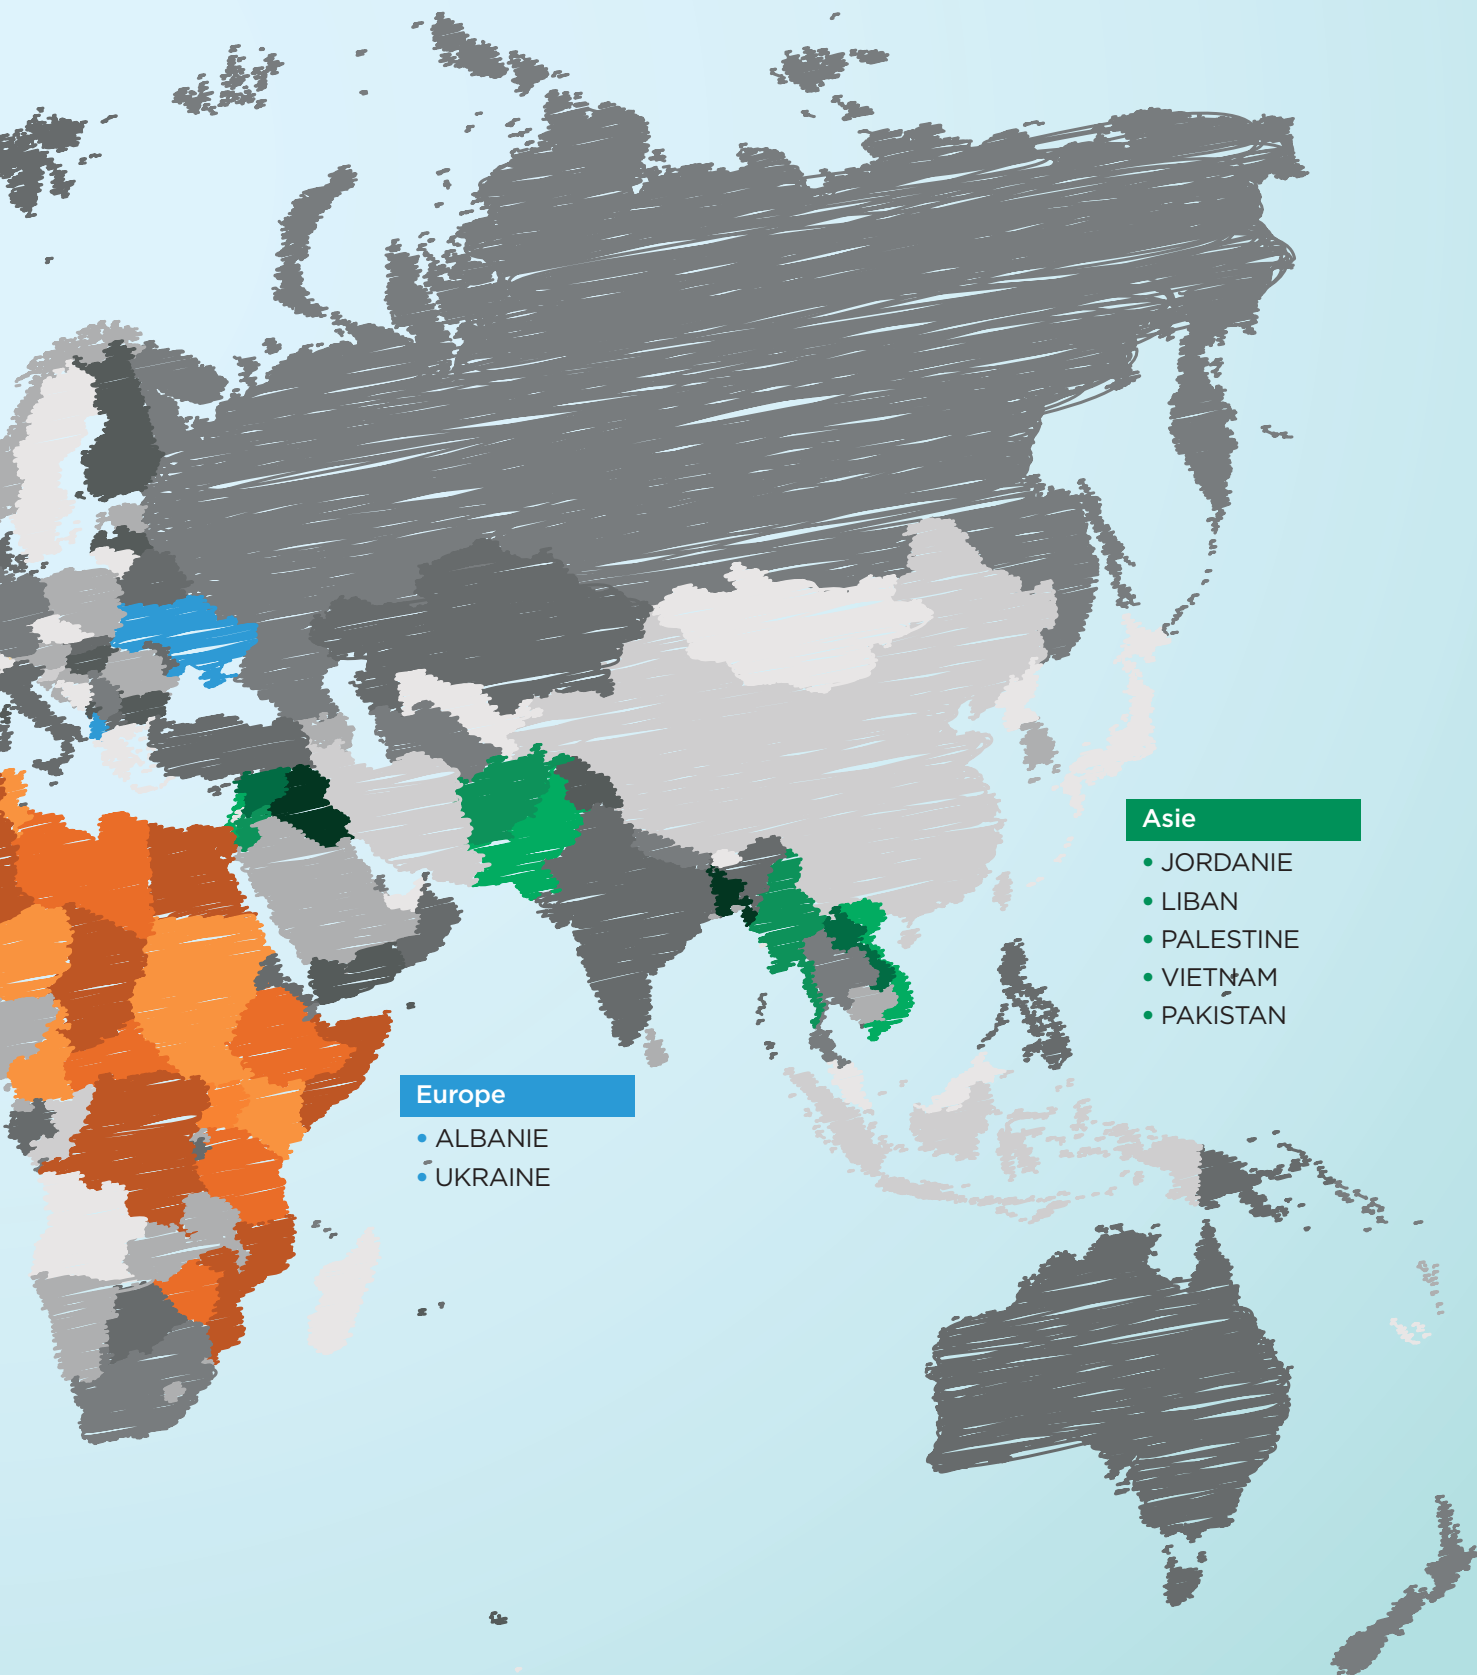 Asie
• JORDANIE
• LIBAN
• PALESTINE
• VIETNAM
• PAKISTAN
Europe
• ALBANIE
• UKRAINE